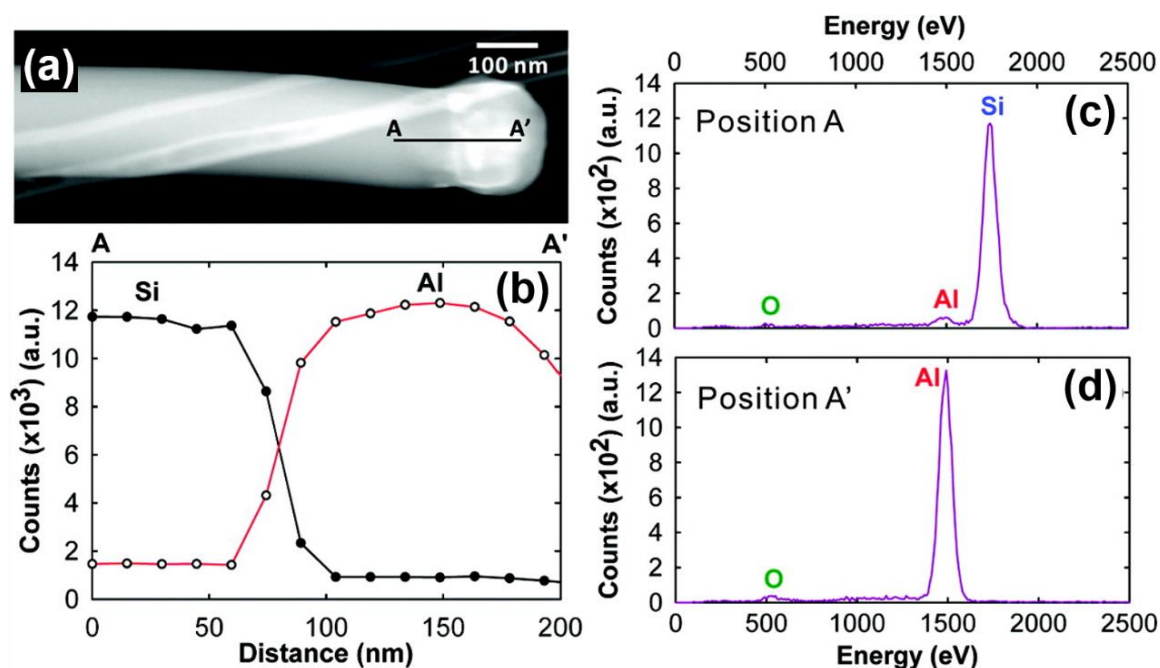 (a)
100 nm
A A'
A A'
Counts (x10³) (a.u.)
14
12
10
8
6
4
2
0
Si
Al
(b)
0 50 100 150 200
Distance (nm)
Energy (eV)
0 500 1000 1500 2000 2500
Counts (x10²) (a.u.)
14
12
10
8
6
4
2
0
Position A
Si
(c)
O
Al
Counts (x10²) (a.u.)
14
12
10
8
6
4
2
0
Position A'
Al
(d)
O
0 500 1000 1500 2000 2500
Energy (eV)